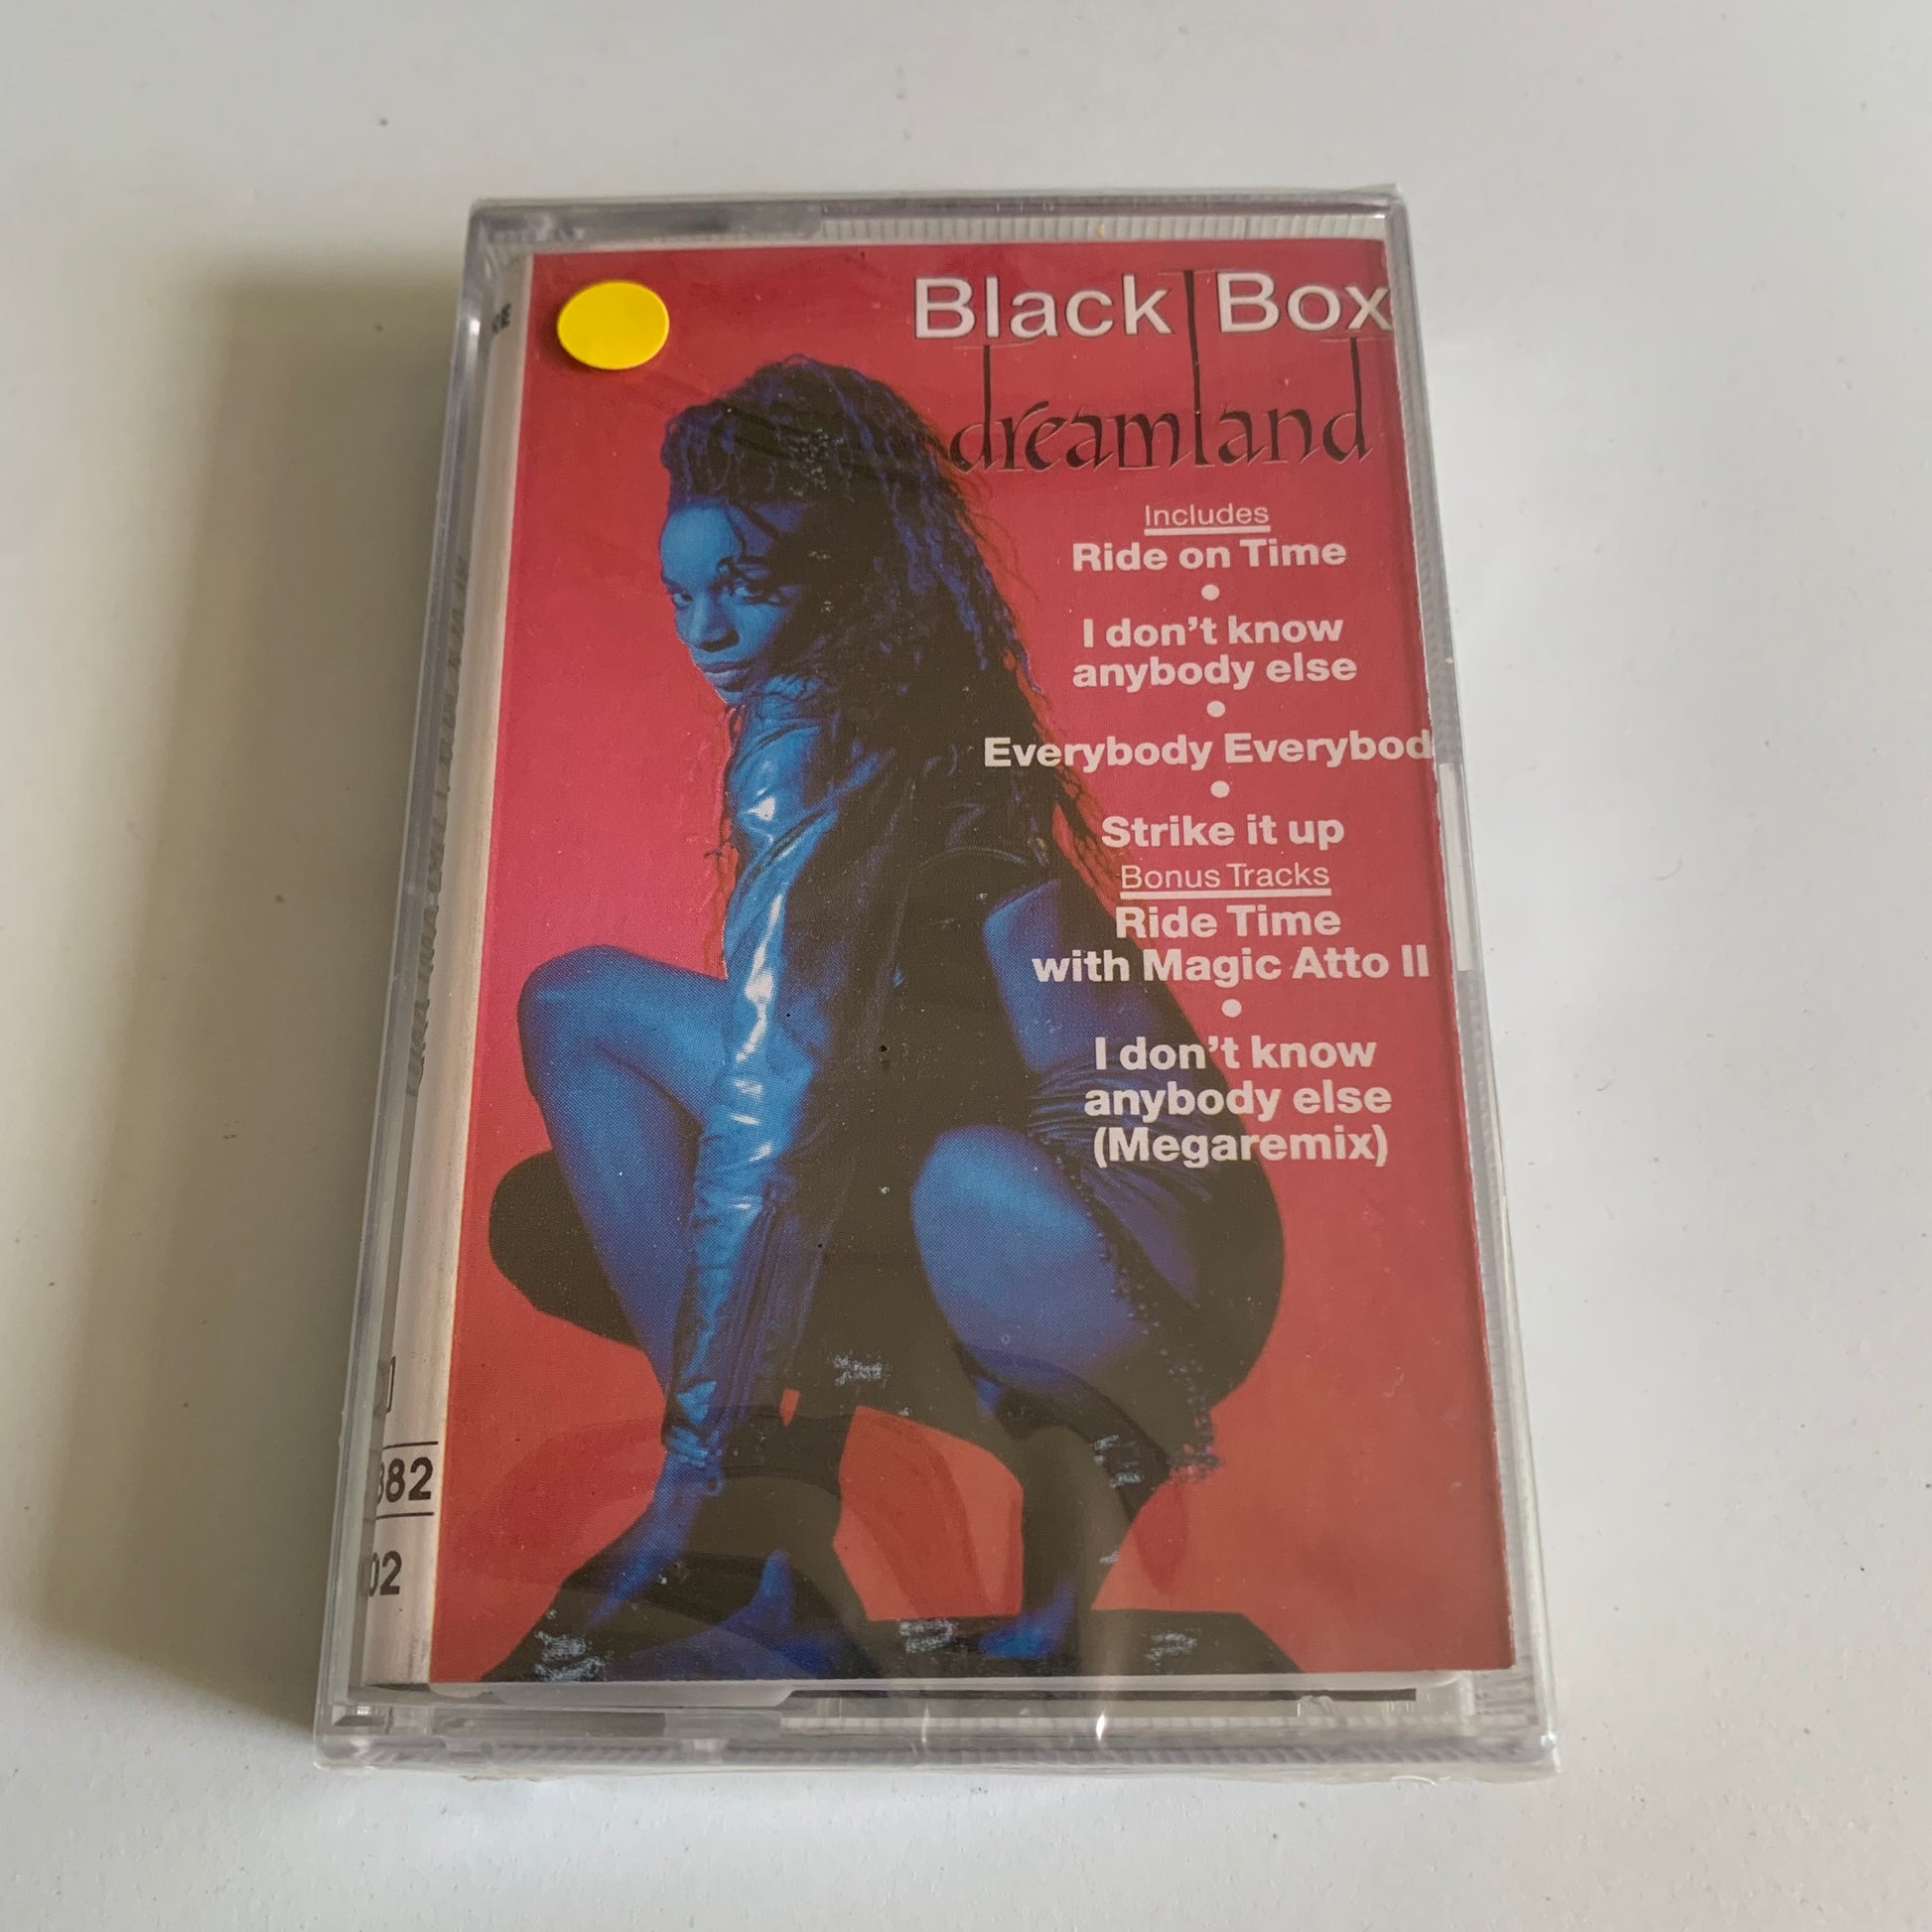 Black Box
dreamland
Includes
Ride on Time
I don't know
anybody else
Everybody Everybod
Strike it up
Bonus Tracks
Ride Time
with Magic Atto II
I don't know
anybody else
(Megaremix)
382
02